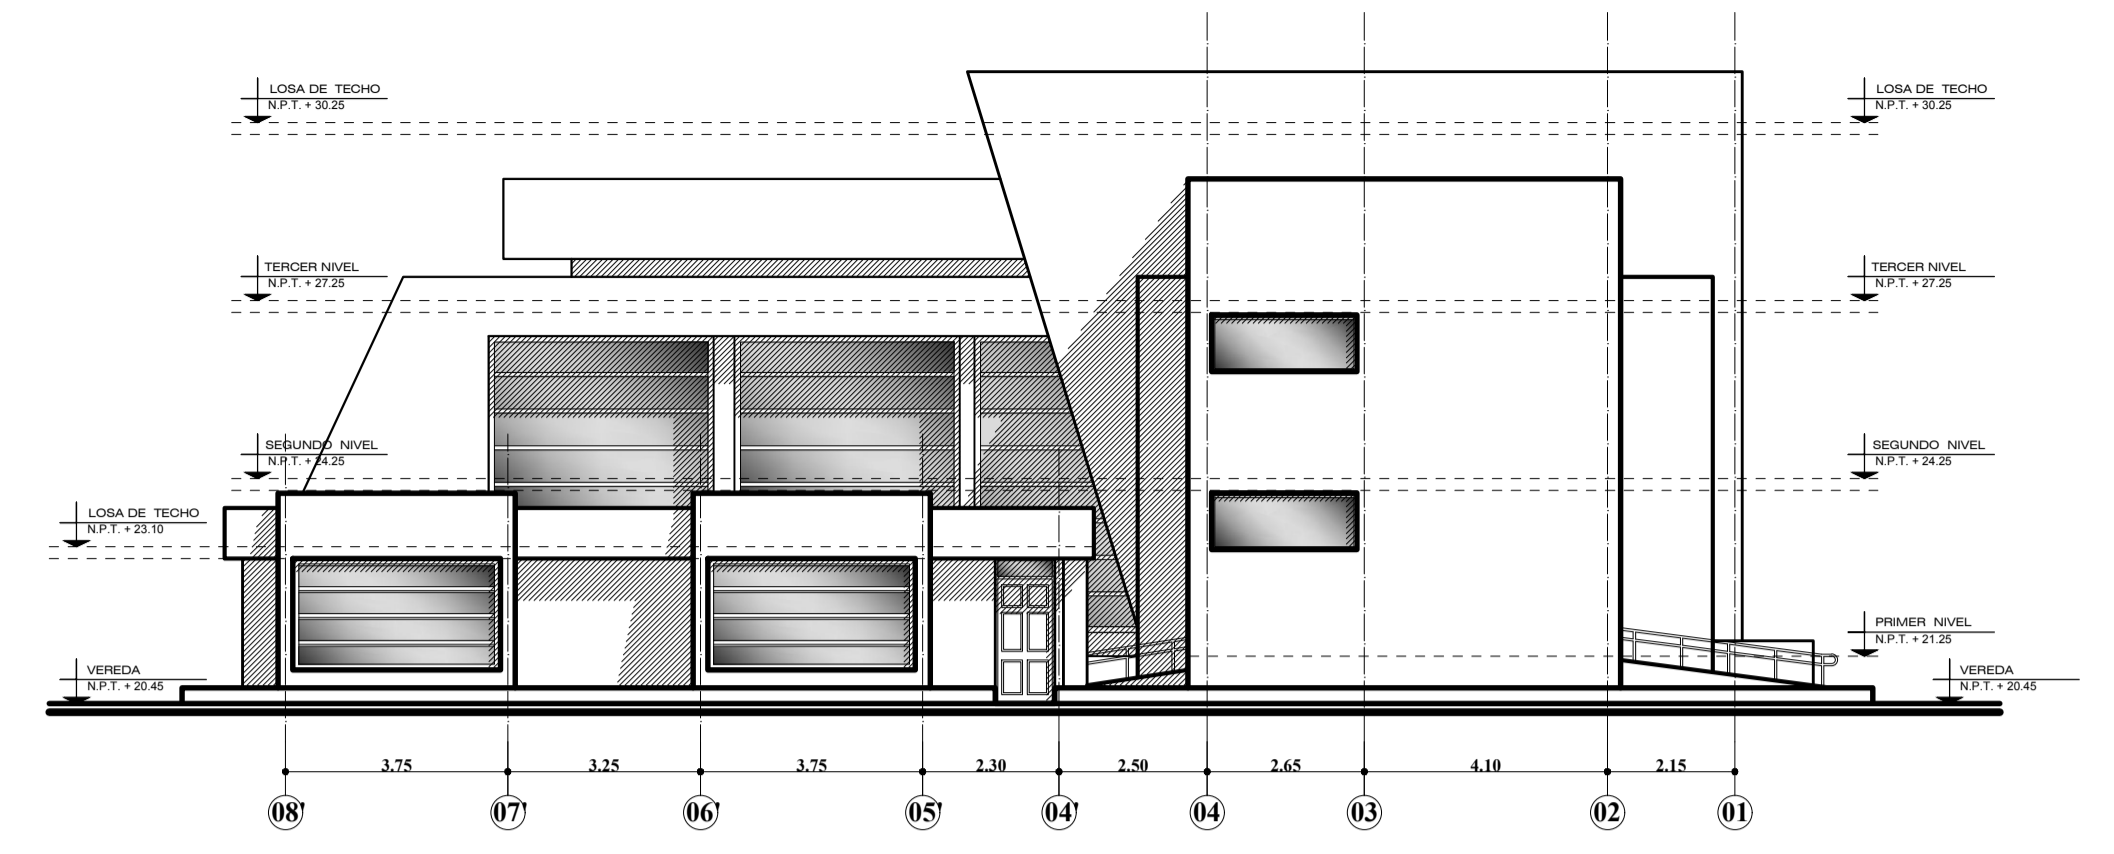 LOSA DE TECHO
N.P.T. + 30.25
LOSA DE TECHO
N.P.T. + 30.25
TERCER NIVEL
N.P.T. + 27.25
TERCER NIVEL
N.P.T. + 27.25
SEGUNDO NIVEL
N.P.T. + 24.25
SEGUNDO NIVEL
N.P.T. + 24.25
LOSA DE TECHO
N.P.T. + 23.10
PRIMER NIVEL
N.P.T. + 21.25
VEREDA
N.P.T. + 20.45
VEREDA
N.P.T. + 20.45
3.75 3.25 3.75 2.30 2.50 2.65 4.10 2.15
08' 07' 06' 05' 04' 04 03 02 01